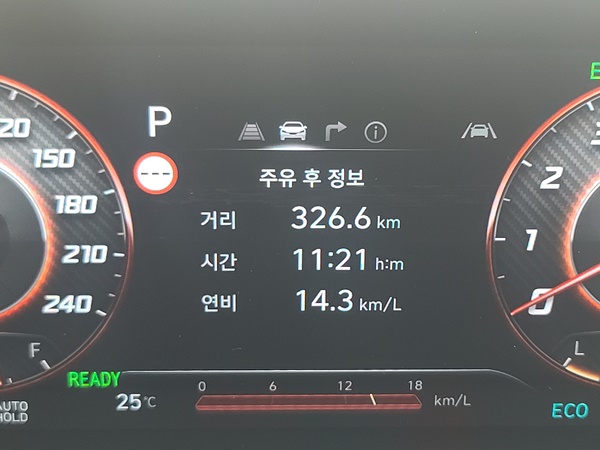 P
120
150
180
210
240
F
READY
AUTO
HOLD
---
주유 후 정보
거리 326.6 km
시간 11:21 h:m
연비 14.3 km/L
25°C
0 6 12 18 km/L
2
1
0
L
ECO